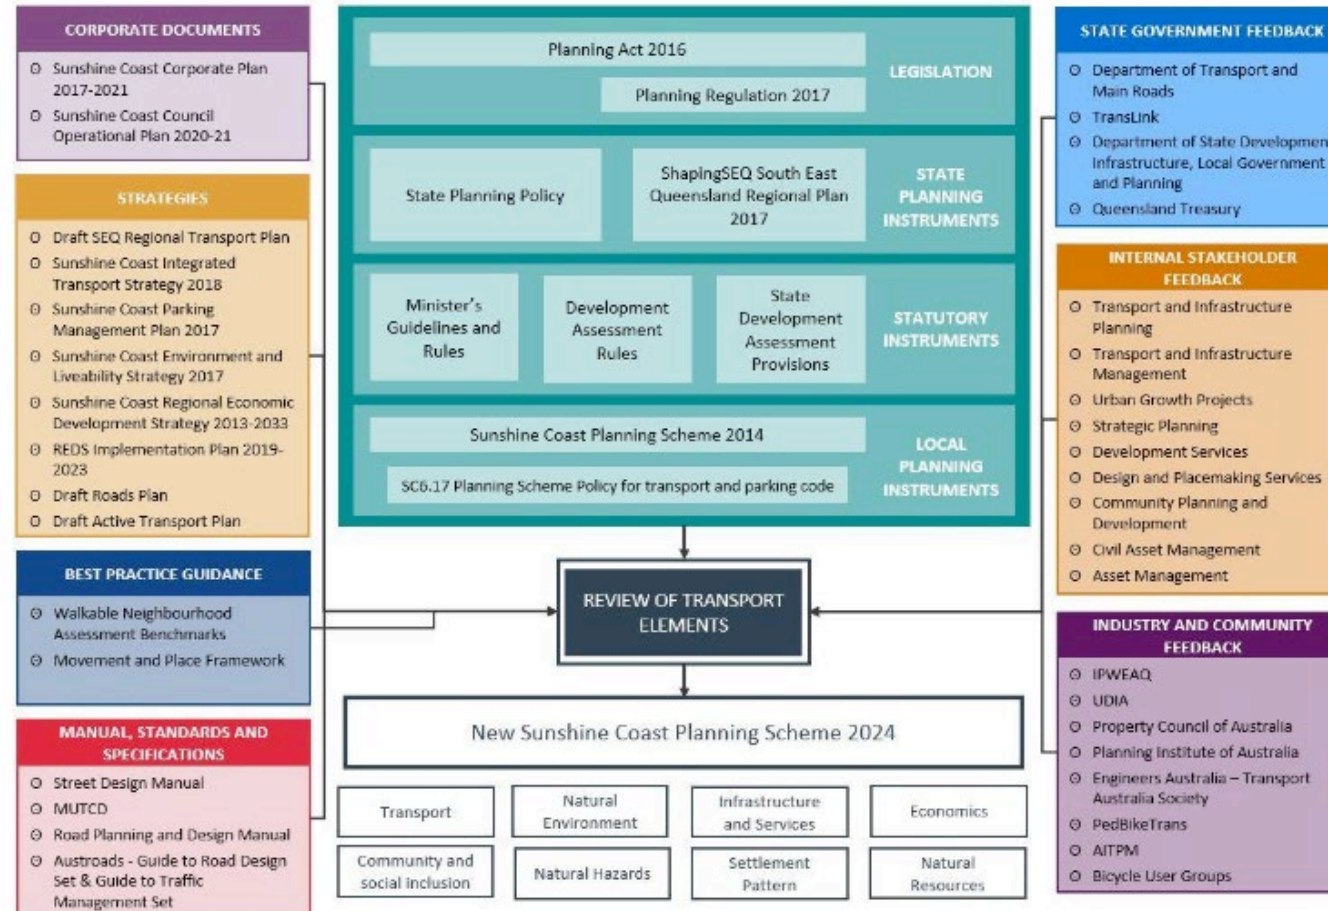 CORPORATE DOCUMENTS
Sunshine Coast Corporate Plan
2017-2021
Sunshine Coast Council
Operational Plan 2020-21
STRATEGIES
Draft SEQ Regional Transport Plan
Sunshine Coast Integrated
Transport Strategy 2018
Sunshine Coast Parking
Management Plan 2017
Sunshine Coast Environment and
Liveability Strategy 2017
Sunshine Coast Regional Economic
Development Strategy 2013-2033
REDS Implementation Plan 2019-
2023
Draft Roads Plan
Draft Active Transport Plan
BEST PRACTICE GUIDANCE
Walkable Neighbourhood
Assessment Benchmarks
Movement and Place Framework
MANUAL, STANDARDS AND
SPECIFICATIONS
Street Design Manual
MUTCD
Road Planning and Design Manual
Austroads - Guide to Road Design
Set & Guide to Traffic
Management Set
Planning Act 2016
Planning Regulation 2017
LEGISLATION
State Planning Policy
ShapingSEQ South East
Queensland Regional Plan
2017
STATE
PLANNING
INSTRUMENTS
Minister's
Guidelines and
Rules
Development
Assessment
Rules
State
Development
Assessment
Provisions
STATUTORY
INSTRUMENTS
Sunshine Coast Planning Scheme 2014
SC6.17 Planning Scheme Policy for transport and parking code
LOCAL
PLANNING
INSTRUMENTS
REVIEW OF TRANSPORT
ELEMENTS
New Sunshine Coast Planning Scheme 2024
Transport
Natural
Environment
Infrastructure
and Services
Economics
Community and
social inclusion
Natural Hazards
Settlement
Pattern
Natural
Resources
STATE GOVERNMENT FEEDBACK
Department of Transport and
Main Roads
TransLink
Department of State Developmen
Infrastructure, Local Government
and Planning
Queensland Treasury
INTERNAL STAKEHOLDER
FEEDBACK
Transport and Infrastructure
Planning
Transport and Infrastructure
Management
Urban Growth Projects
Strategic Planning
Development Services
Design and Placemaking Services
Community Planning and
Development
Civil Asset Management
Asset Management
INDUSTRY AND COMMUNITY
FEEDBACK
IPWEAQ
UDIA
Property Council of Australia
Planning Institute of Australia
Engineers Australia – Transport
Australia Society
PedBikeTrans
AITPM
Bicycle User Groups